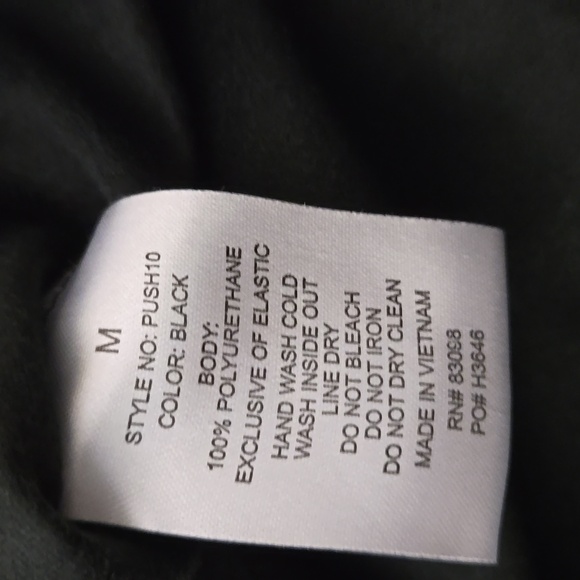 M
STYLE NO: PUSH10
COLOR: BLACK
BODY:
100% POLYURETHANE
EXCLUSIVE OF ELASTIC
HAND WASH COLD
WASH INSIDE OUT
LINE DRY
DO NOT BLEACH
DO NOT IRON
DO NOT DRY CLEAN
MADE IN VIETNAM
RN# 83098
PO# H3646